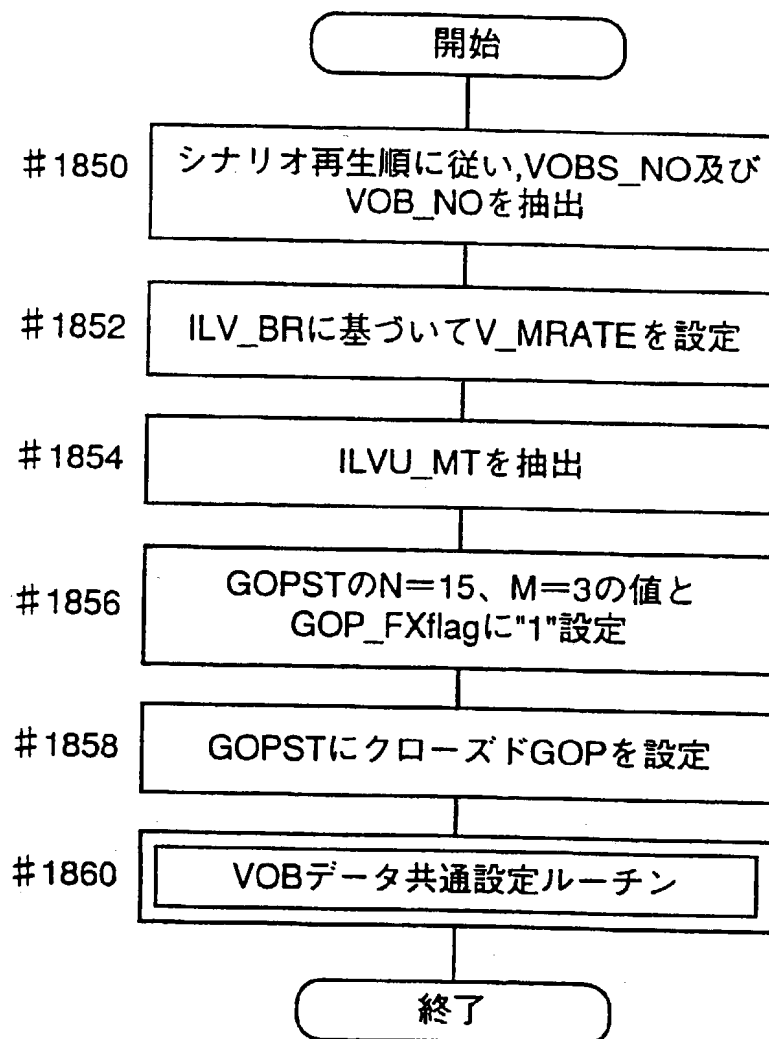 開始
#1850
シナリオ再生順に従い,VOBS_NO及び
VOB_NOを抽出
#1852
ILV_BRに基づいてV_MRATEを設定
#1854
ILVU_MTを抽出
#1856
GOPSTのN=15、M=3の値と
GOP_FXflagに"1"設定
#1858
GOPSTにクローズドGOPを設定
#1860
VOBデータ共通設定ルーチン
終了